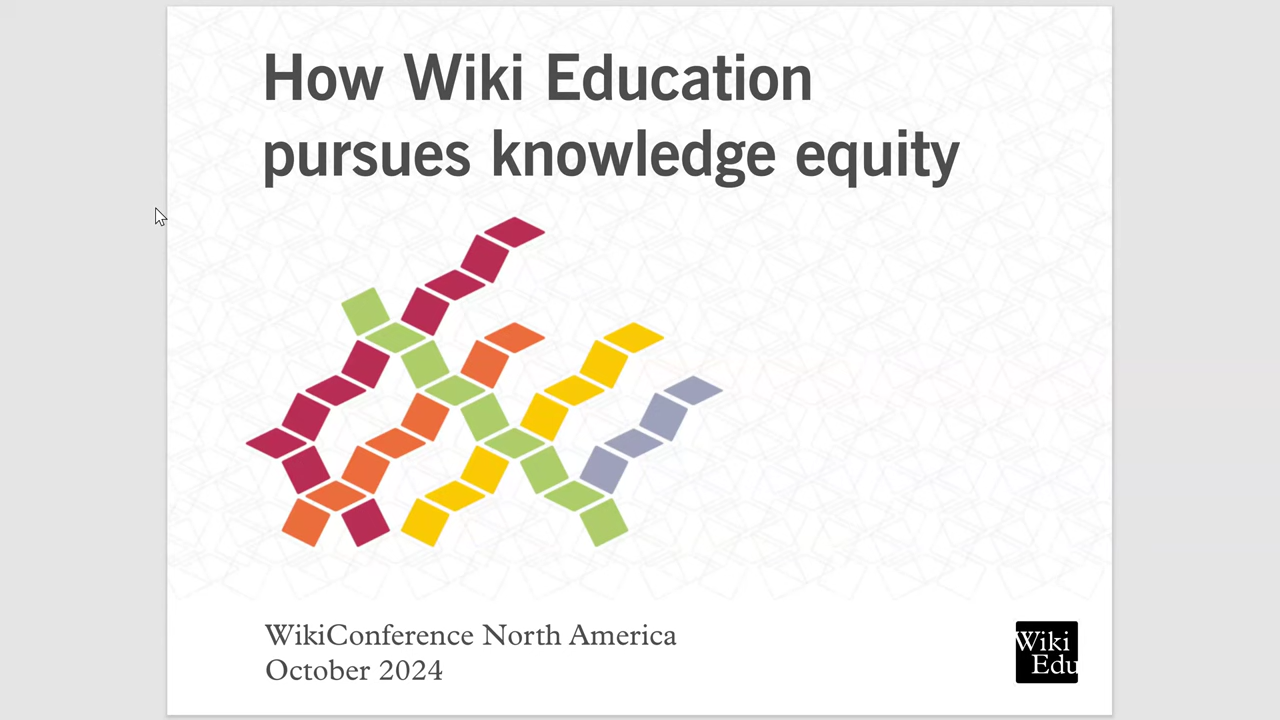 How Wiki Education
pursues knowledge equity
WikiConference North America
October 2024
Wiki
Edu